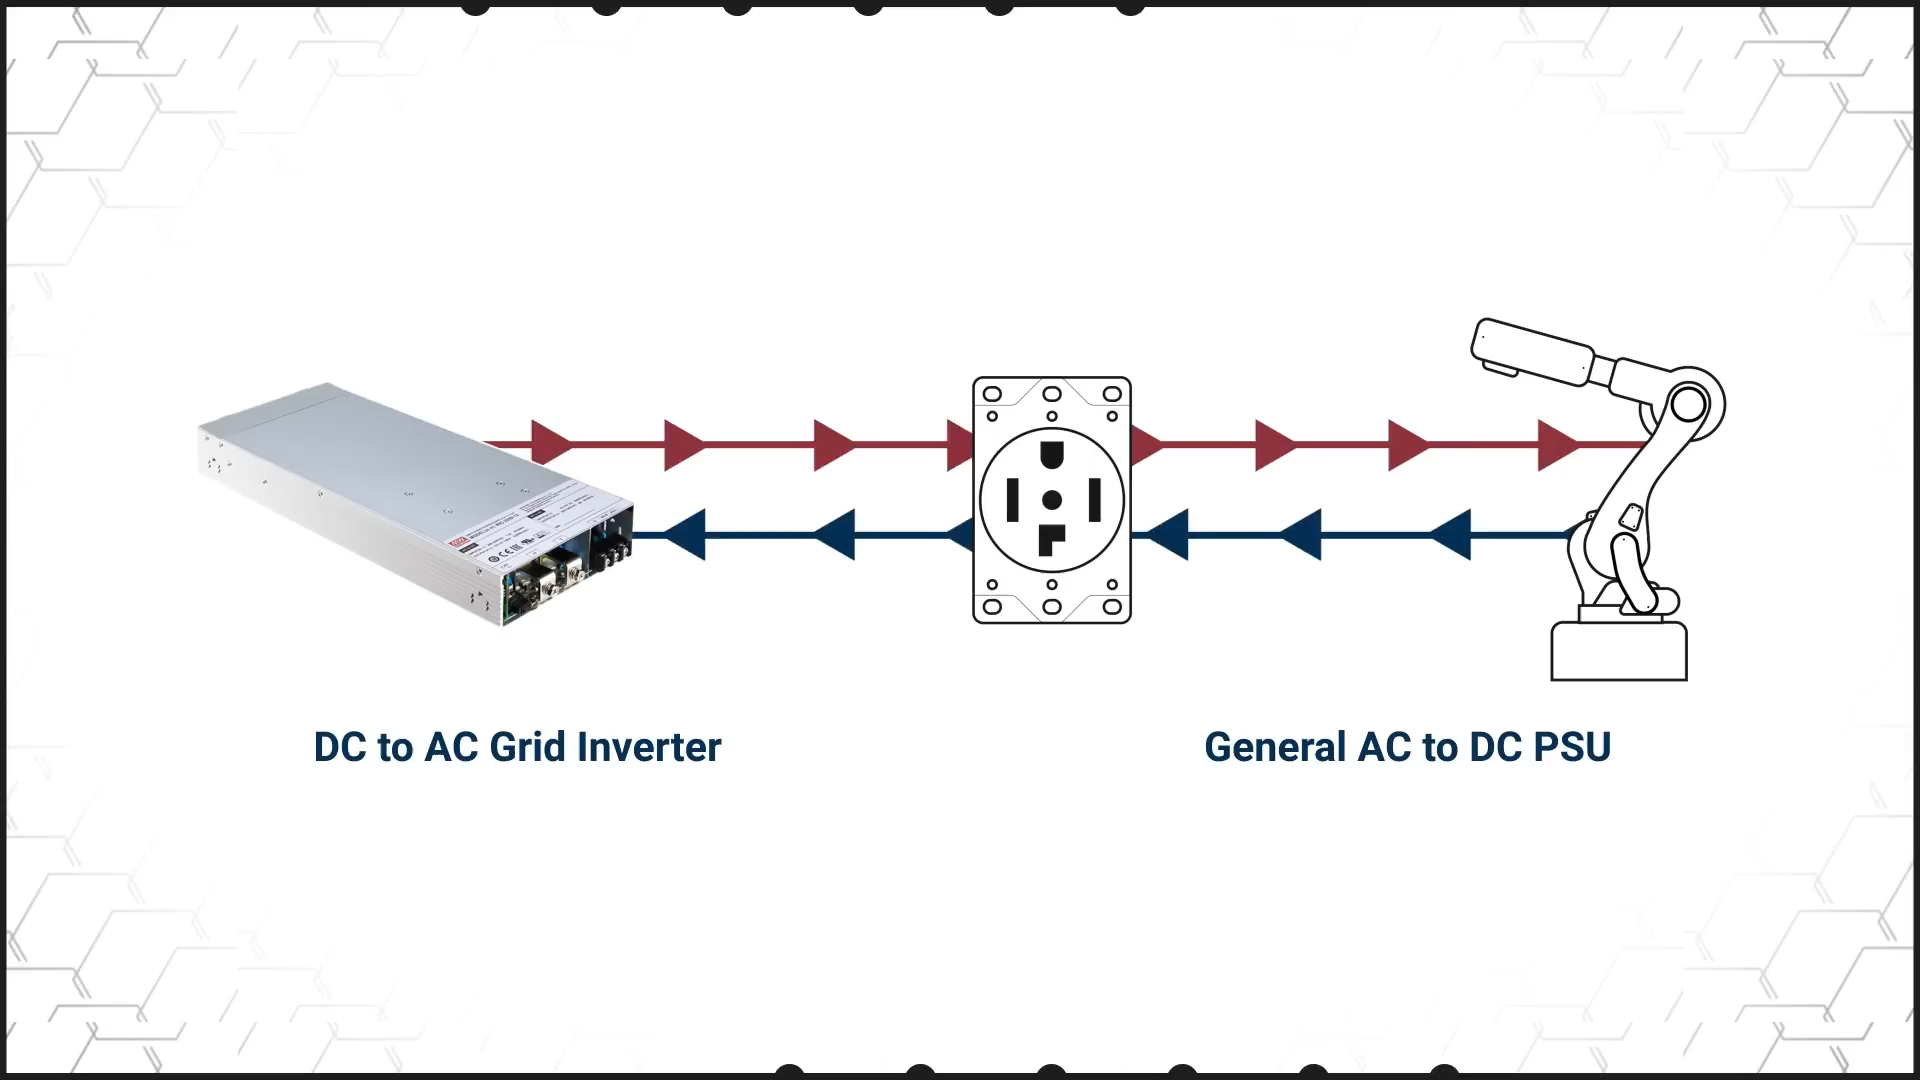 DC to AC Grid Inverter
General AC to DC PSU